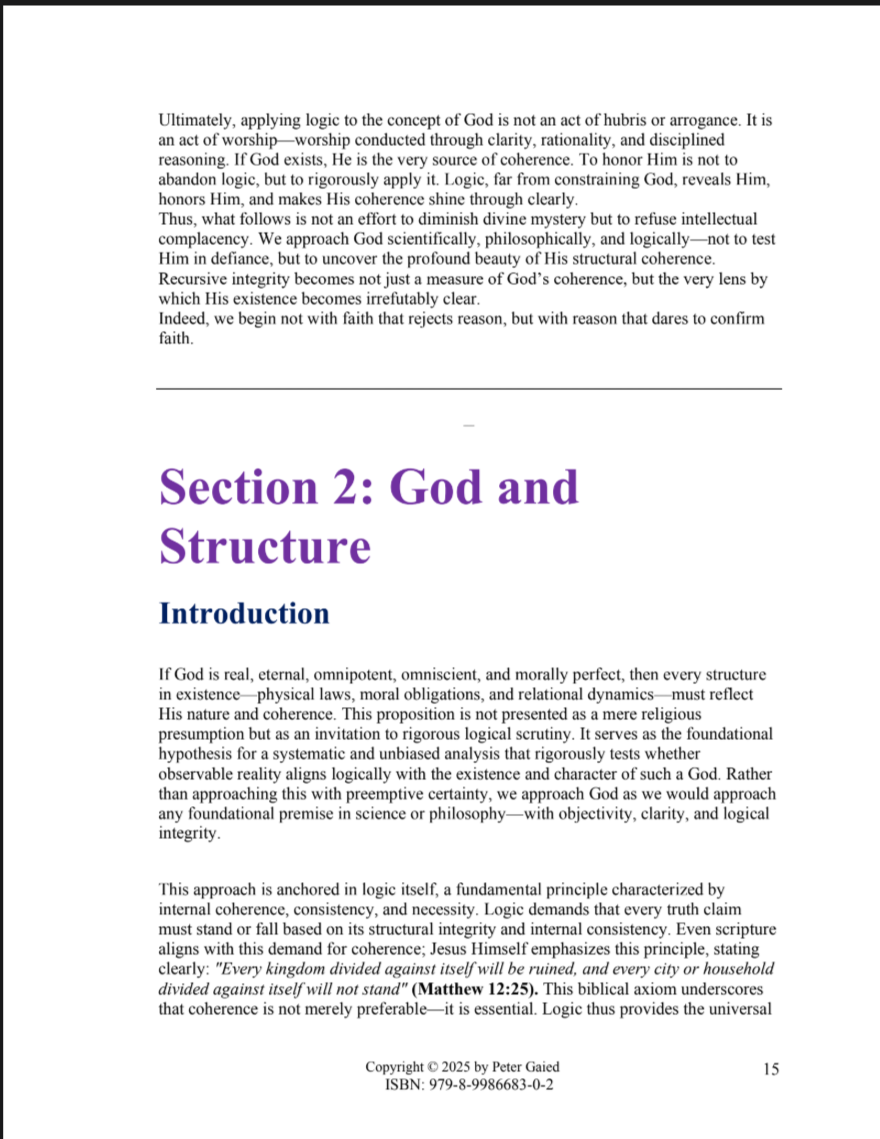 Ultimately, applying logic to the concept of God is not an act of hubris or arrogance. It is
an act of worship—worship conducted through clarity, rationality, and disciplined
reasoning. If God exists, He is the very source of coherence. To honor Him is not to
abandon logic, but to rigorously apply it. Logic, far from constraining God, reveals Him,
honors Him, and makes His coherence shine through clearly.
Thus, what follows is not an effort to diminish divine mystery but to refuse intellectual
complacency. We approach God scientifically, philosophically, and logically—not to test
Him in defiance, but to uncover the profound beauty of His structural coherence.
Recursive integrity becomes not just a measure of God's coherence, but the very lens by
which His existence becomes irrefutably clear.
Indeed, we begin not with faith that rejects reason, but with reason that dares to confirm
faith.
Section 2: God and
Structure
Introduction
If God is real, eternal, omnipotent, omniscient, and morally perfect, then every structure
in existence—physical laws, moral obligations, and relational dynamics—must reflect
His nature and coherence. This proposition is not presented as a mere religious
presumption but as an invitation to rigorous logical scrutiny. It serves as the foundational
hypothesis for a systematic and unbiased analysis that rigorously tests whether
observable reality aligns logically with the existence and character of such a God. Rather
than approaching this with preemptive certainty, we approach God as we would approach
any foundational premise in science or philosophy—with objectivity, clarity, and logical
integrity.
This approach is anchored in logic itself, a fundamental principle characterized by
internal coherence, consistency, and necessity. Logic demands that every truth claim
must stand or fall based on its structural integrity and internal consistency. Even scripture
aligns with this demand for coherence; Jesus Himself emphasizes this principle, stating
clearly: "Every kingdom divided against itself will be ruined, and every city or household
divided against itself will not stand" (Matthew 12:25). This biblical axiom underscores
that coherence is not merely preferable—it is essential. Logic thus provides the universal
Copyright © 2025 by Peter Gaied
ISBN: 979-8-9986683-0-2
15